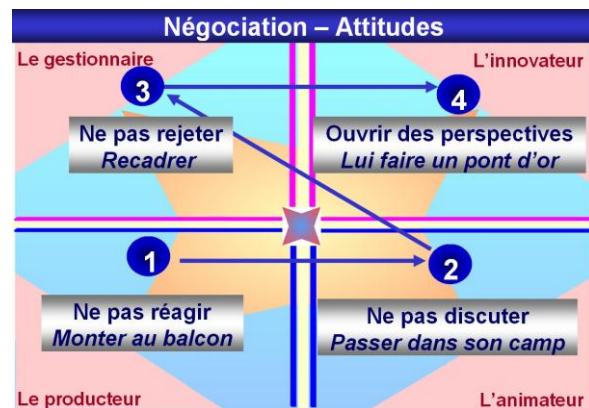 Négociation – Attitudes
Le gestionnaire
L'innovateur
3
4
Ne pas rejeter
Recadrer
Ouvrir des perspectives
Lui faire un pont d'or
1
2
Ne pas réagir
Monter au balcon
Ne pas discuter
Passer dans son camp
Le producteur
L'animateur